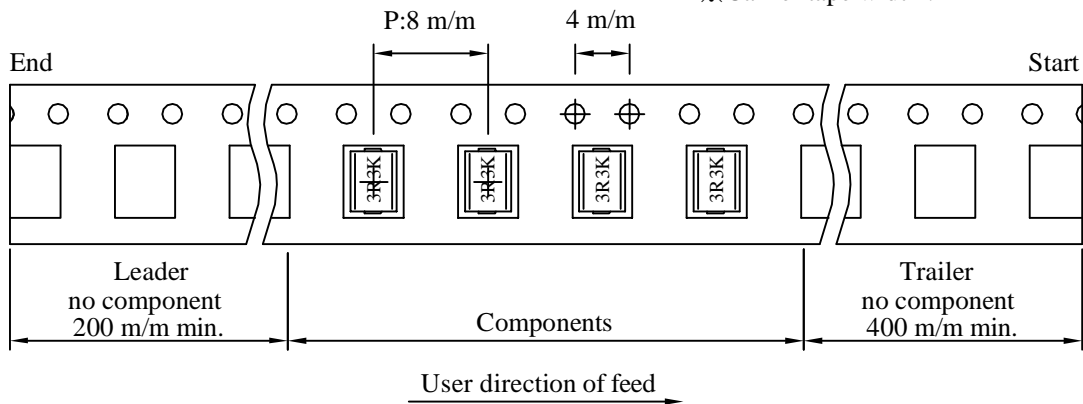 P:8 m/m
4 m/m
End
Start
3R3K
3R3K
3R3K
3R3K
Leader
no component
200 m/m min.
Components
Trailer
no component
400 m/m min.
User direction of feed